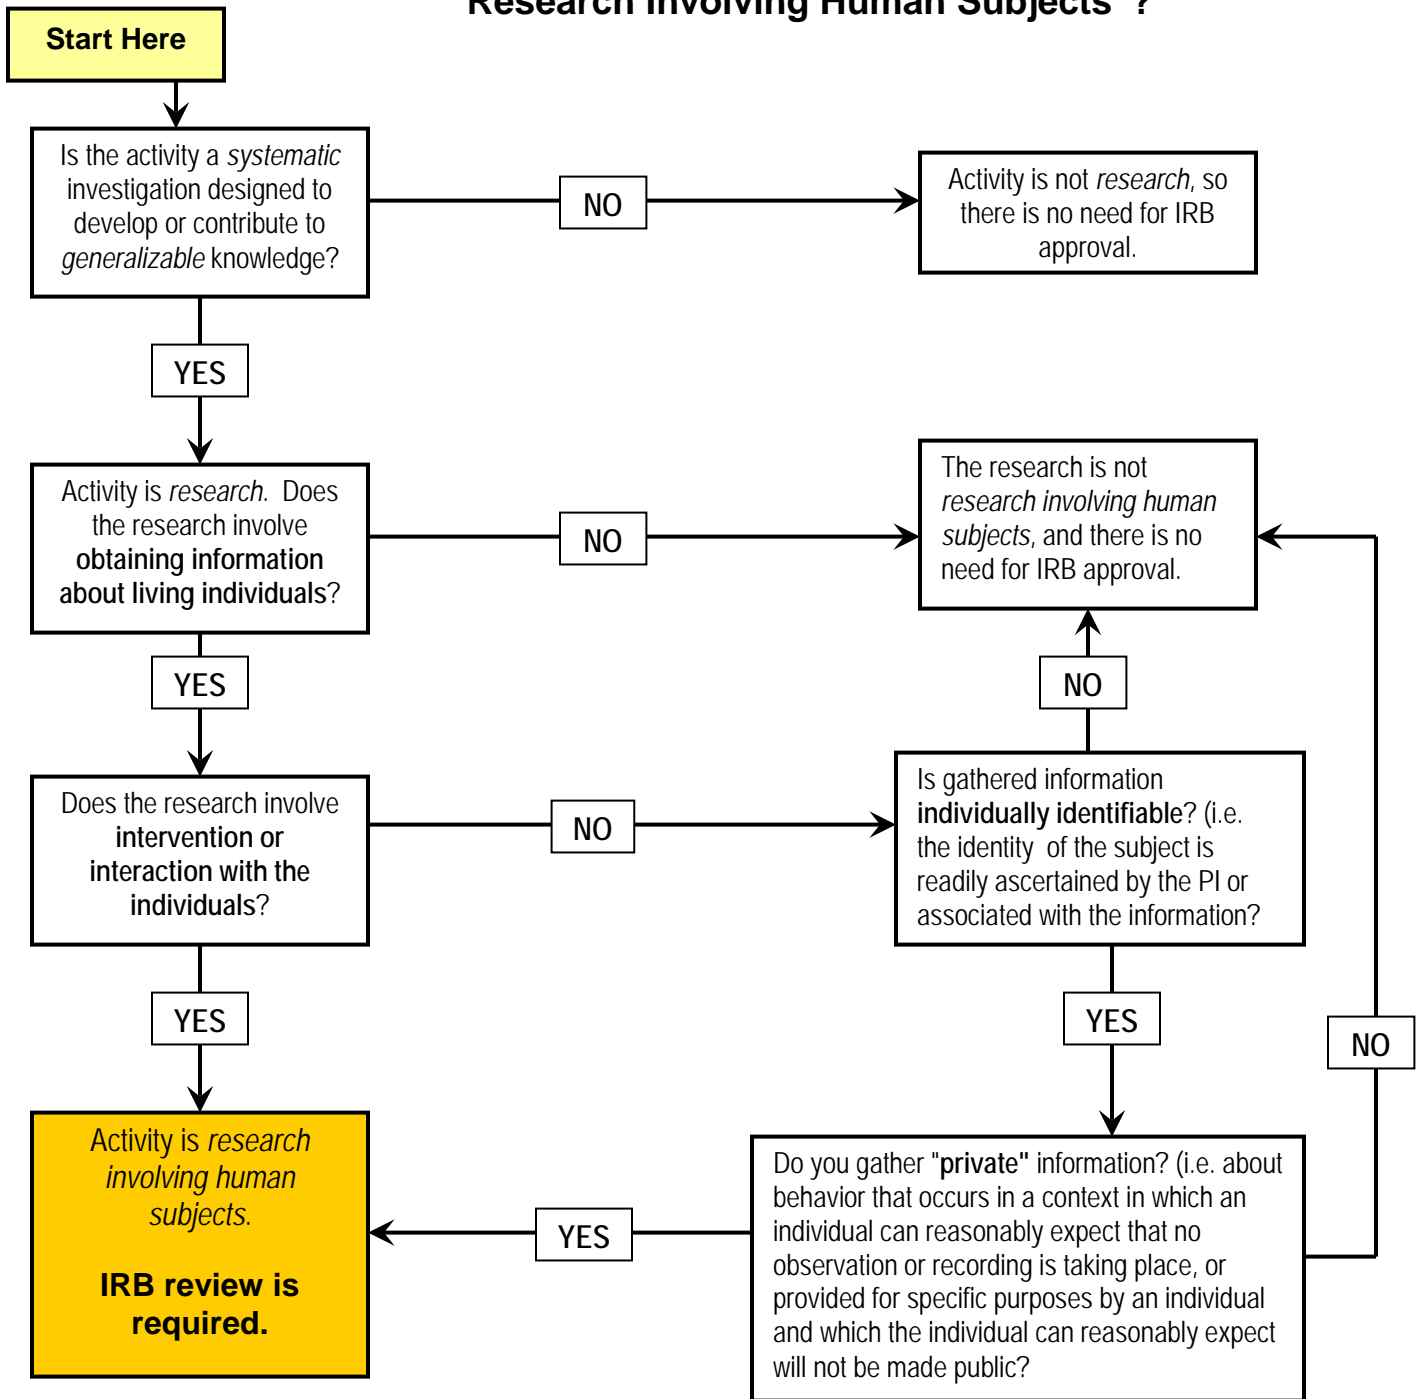 Research Involving Human Subjects"?
Start Here
Is the activity a systematic
investigation designed to
develop or contribute to
generalizable knowledge?
NO
Activity is not research, so
there is no need for IRB
approval.
YES
Activity is research. Does
the research involve
obtaining information
about living individuals?
NO
The research is not
research involving human
subjects, and there is no
need for IRB approval.
YES
NO
Does the research involve
intervention or
interaction with the
individuals?
NO
Is gathered information
individually identifiable? (i.e.
the identity of the subject is
readily ascertained by the PI or
associated with the information?
YES
YES
NO
Activity is research
involving human
subjects.
IRB review is
required.
YES
Do you gather "private" information? (i.e. about
behavior that occurs in a context in which an
individual can reasonably expect that no
observation or recording is taking place, or
provided for specific purposes by an individual
and which the individual can reasonably expect
will not be made public?